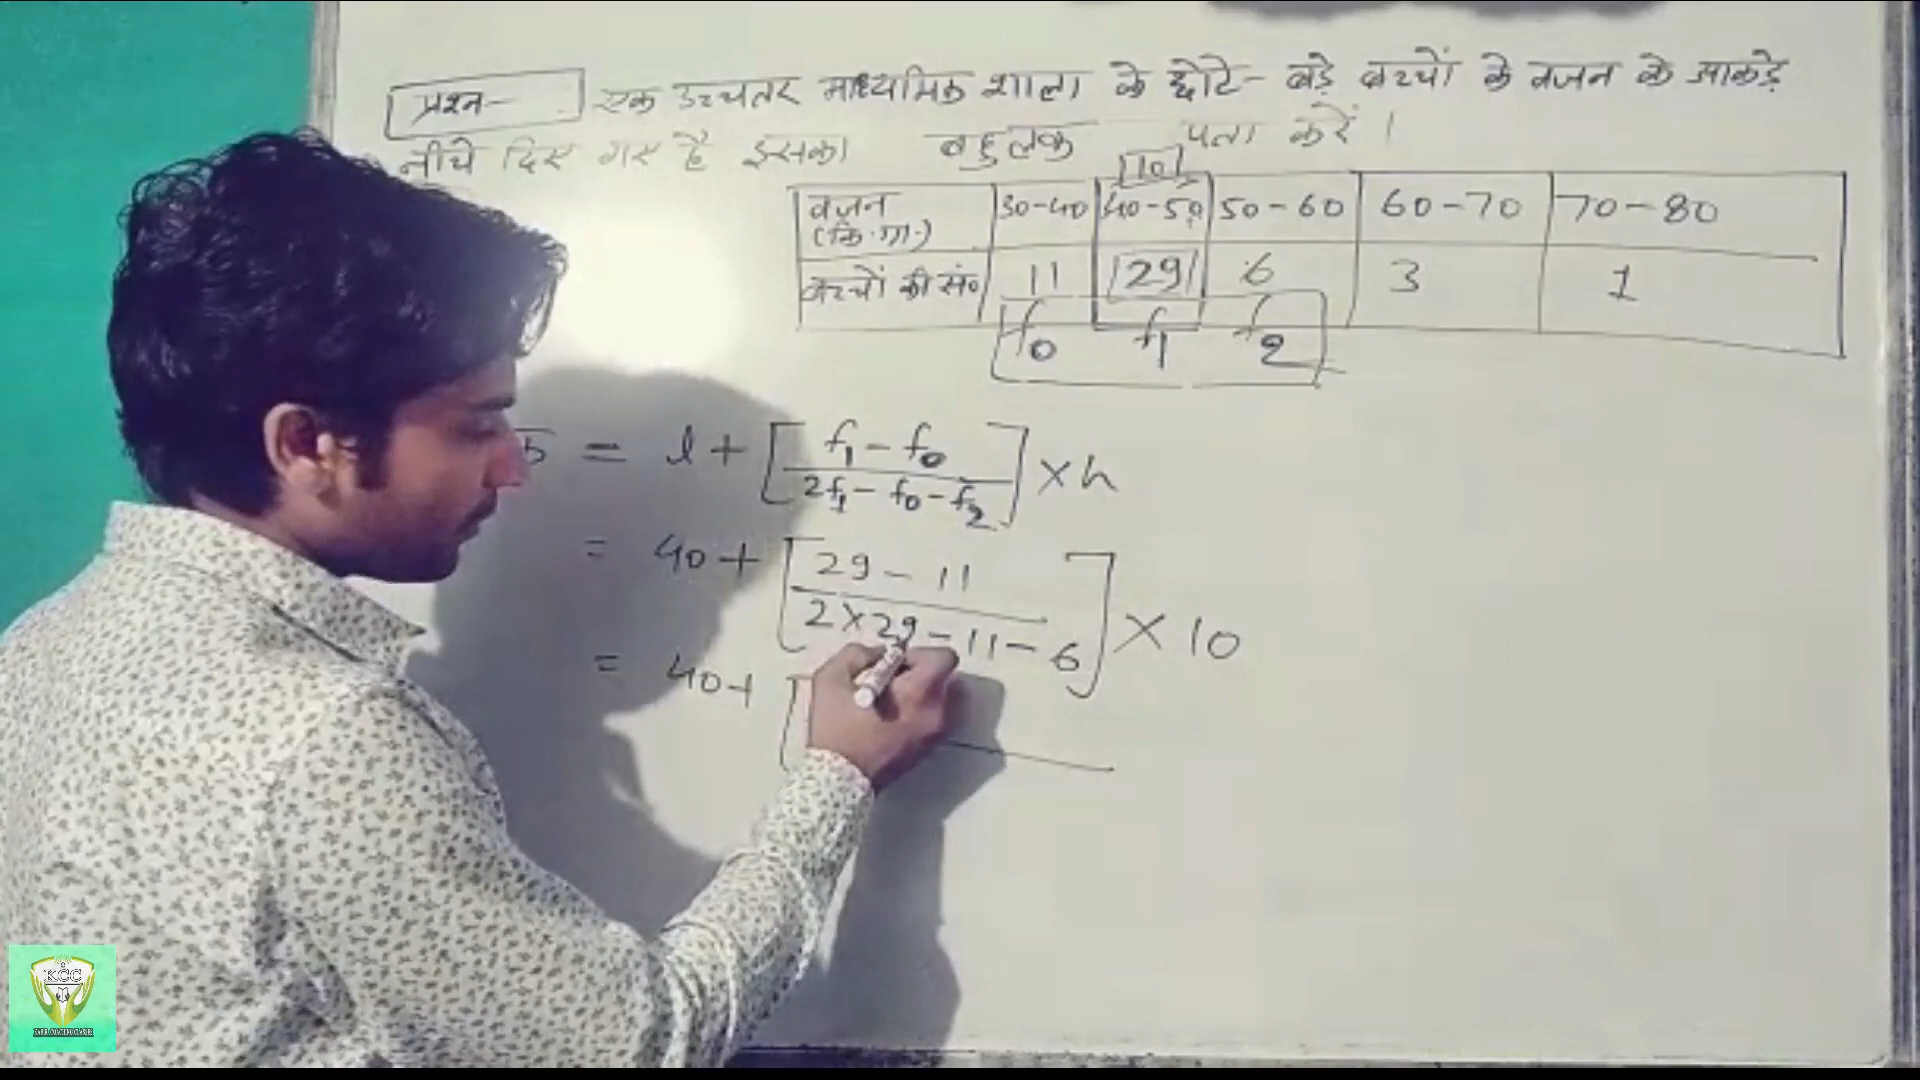 प्रश्न- एक उच्चतर माध्यमिक शाला के छोटे- बड़े बच्चों के वजन के आकड़े
नीचे दिए गए है इसका बहुलक पता करें ।
10
वजन (कि.ग्रा.) 30-40 40-50 50-60 60-70 70-80
बच्चों की सं० 11 29 6 3 1
f0 f1 f2
= l + [f1 - f0 / 2f1 - f0 - f2] × h
= 40 + [29 - 11 / 2×29 - 11 - 6] × 10
= 40 + [
KCC